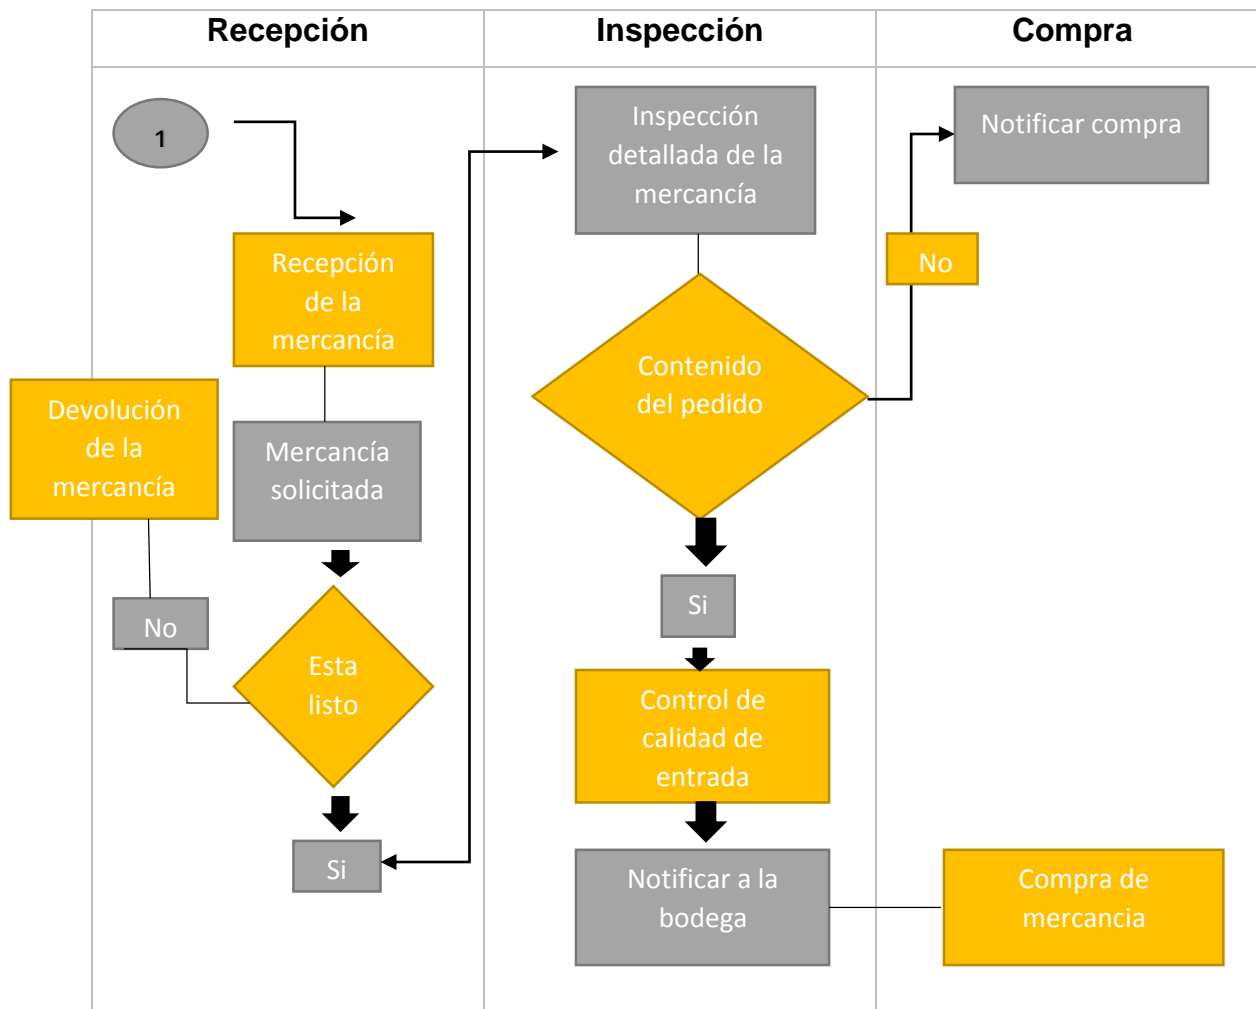 Recepción
Inspección
Compra
1
Recepción
de la
mercancía
Devolución
de la
mercancía
Mercancía
solicitada
No
Esta
listo
Si
Inspección
detallada de la
mercancía
Contenido
del pedido
Si
Control de
calidad de
entrada
Notificar a la
bodega
Notificar compra
No
Compra de
mercancia